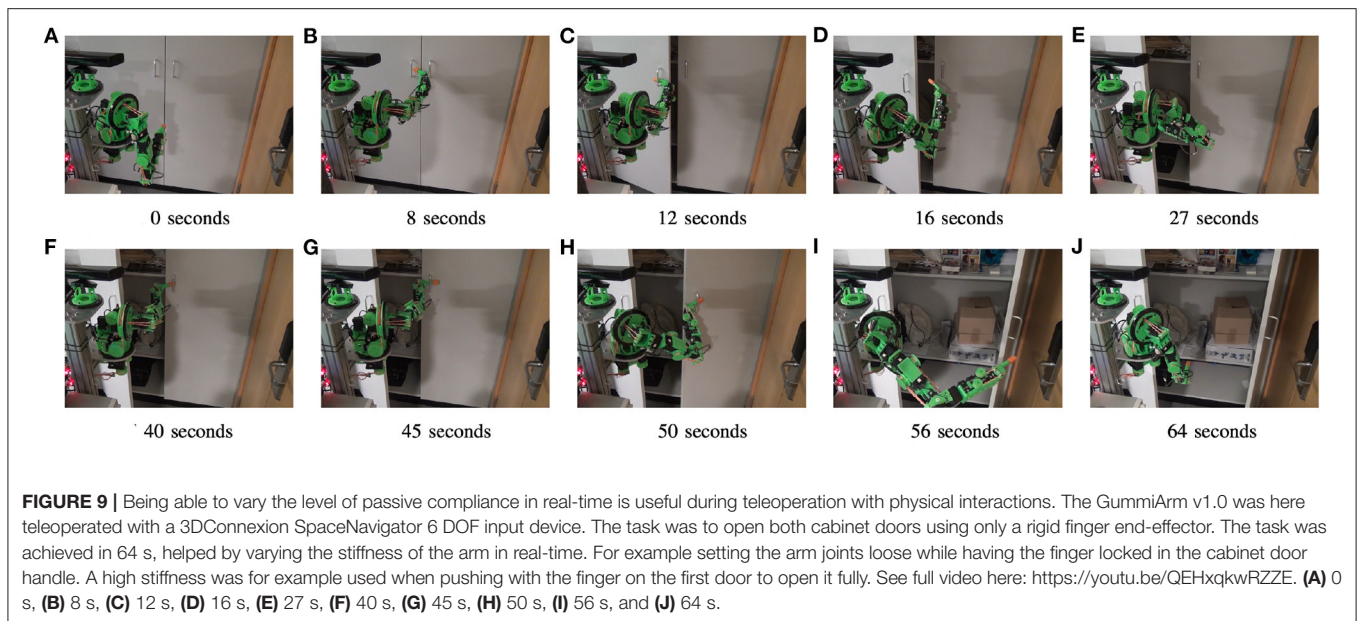 A
B
C
D
E
0 seconds
8 seconds
12 seconds
16 seconds
27 seconds
F
G
H
I
J
40 seconds
45 seconds
50 seconds
56 seconds
64 seconds
FIGURE 9 | Being able to vary the level of passive compliance in real-time is useful during teleoperation with physical interactions. The GummiArm v1.0 was here
teleoperated with a 3DConnexion SpaceNavigator 6 DOF input device. The task was to open both cabinet doors using only a rigid finger end-effector. The task was
achieved in 64 s, helped by varying the stiffness of the arm in real-time. For example setting the arm joints loose while having the finger locked in the cabinet door
handle. A high stiffness was for example used when pushing with the finger on the first door to open it fully. See full video here: https://youtu.be/QEHxqkwRZZE. (A) 0
s, (B) 8 s, (C) 12 s, (D) 16 s, (E) 27 s, (F) 40 s, (G) 45 s, (H) 50 s, (I) 56 s, and (J) 64 s.